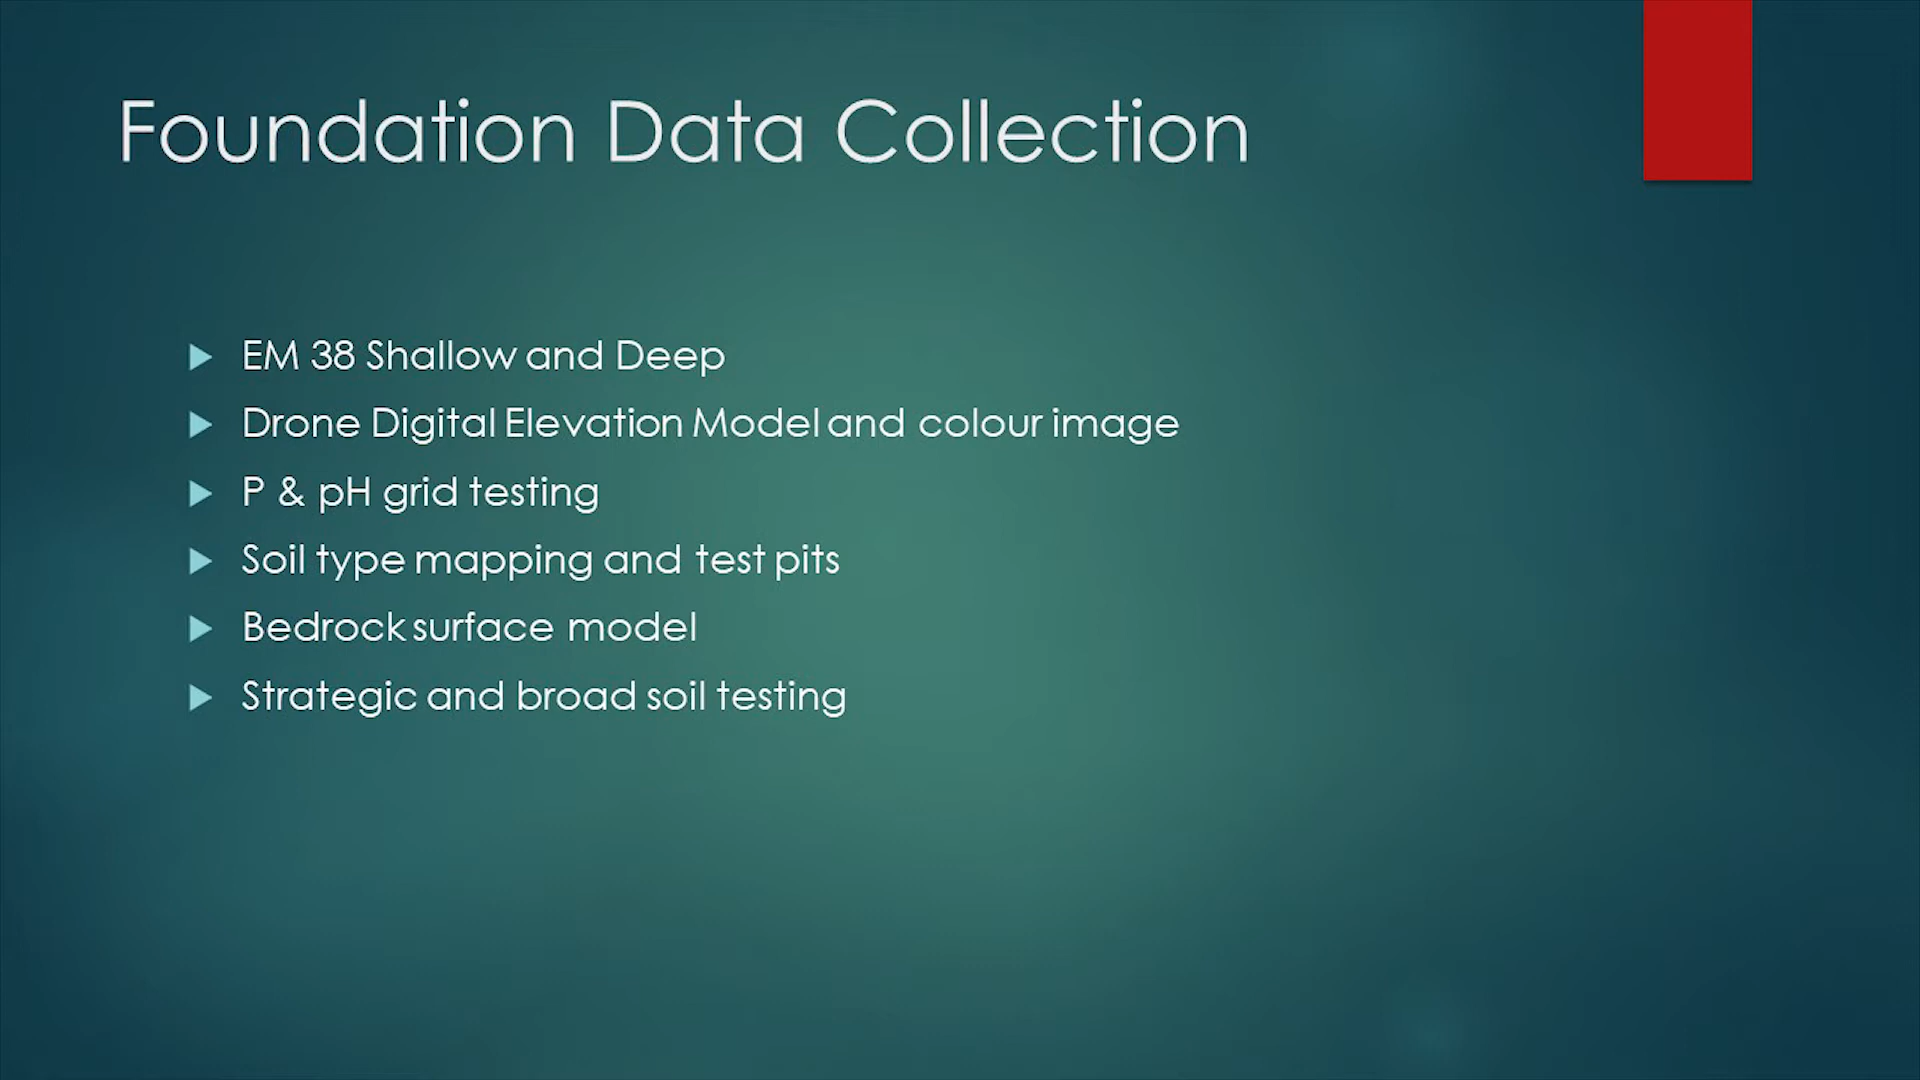 Foundation Data Collection
EM 38 Shallow and Deep
Drone Digital Elevation Model and colour image
P & pH grid testing
Soil type mapping and test pits
Bedrock surface model
Strategic and broad soil testing